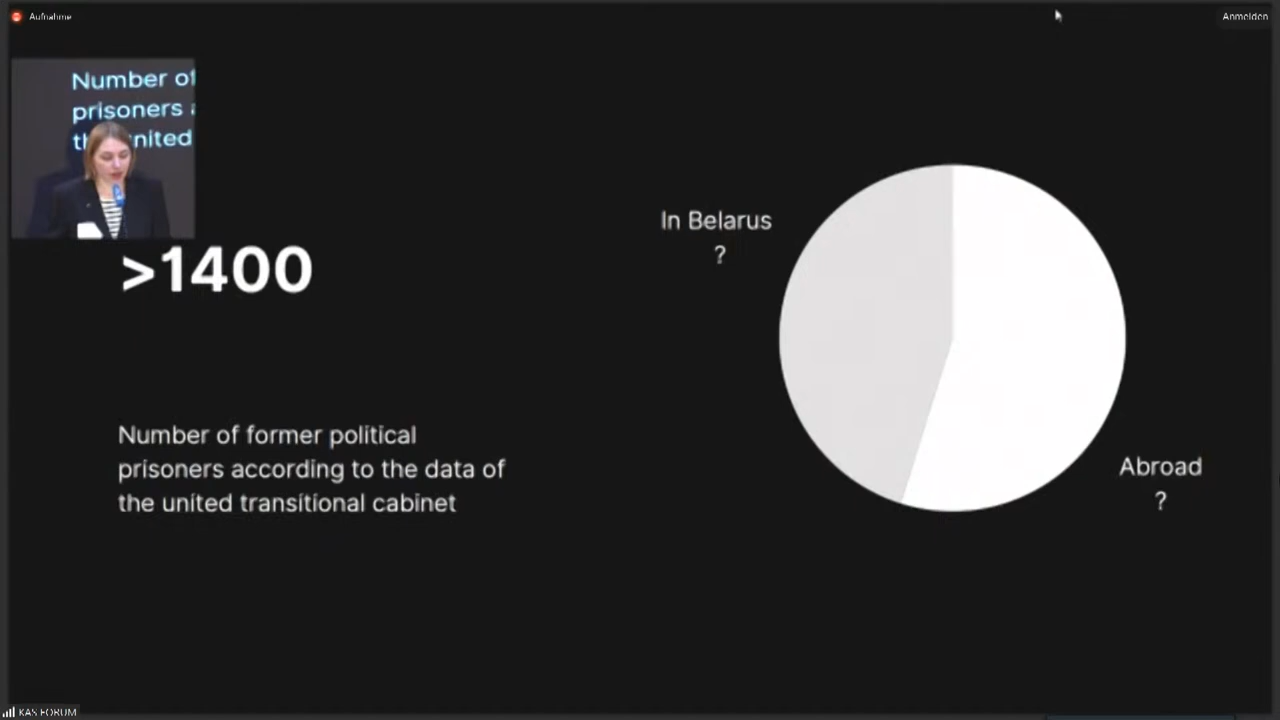 Aufnahme
Anmelden
Number of
prisoners
united
>1400
Number of former political
prisoners according to the data of
the united transitional cabinet
In Belarus
?
Abroad
?
KAS FORUM